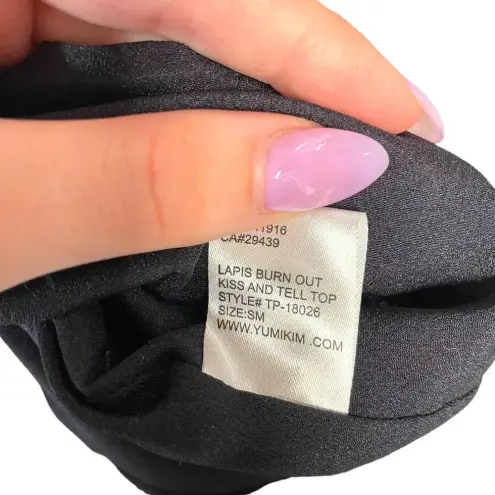 CA#29439
LAPIS BURN OUT
KISS AND TELL TOP
STYLE# TP-18026
SIZE:SM
WWW.YUMIKIM .COM